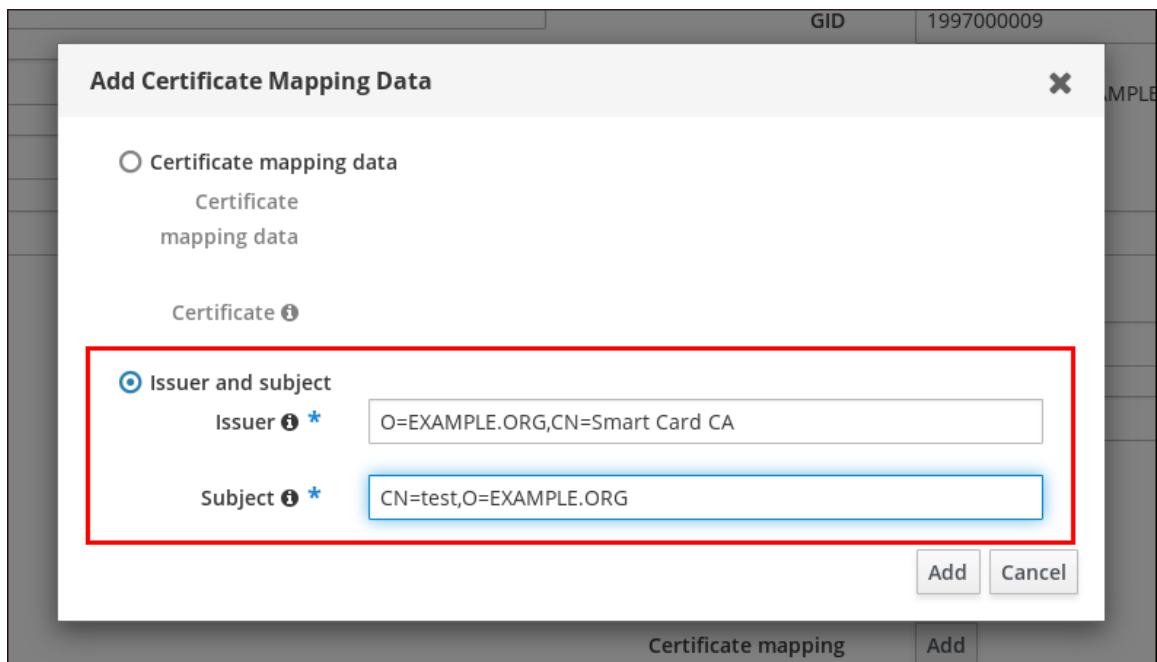 GID 1997000009
Add Certificate Mapping Data
Certificate mapping data
Certificate
mapping data
Certificate
Issuer and subject
Issuer * O=EXAMPLE.ORG,CN=Smart Card CA
Subject * CN=test,O=EXAMPLE.ORG
Add Cancel
Certificate mapping Add